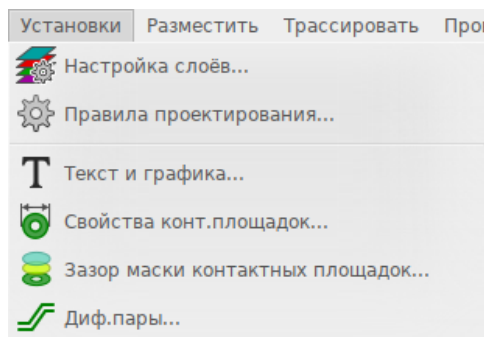 Установки Разместить Трассировать
Настройка слоёв...
Правила проектирования...
Текст и графика...
Свойства конт.площадок...
Зазор маски контактных площадок...
Диф.пары...